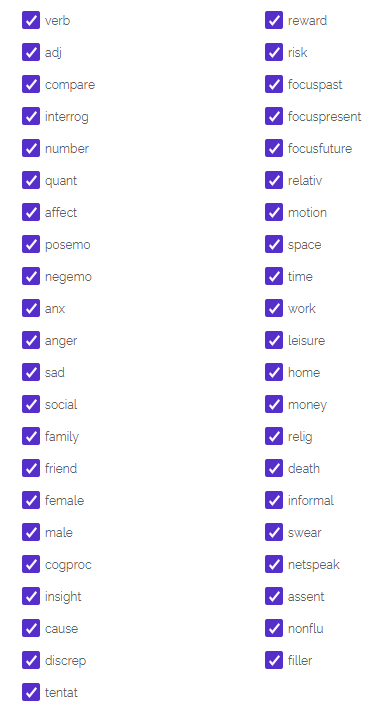 verb
adj
compare
interrog
number
quant
affect
posemo
negemo
anx
anger
sad
social
family
friend
female
male
cogproc
insight
cause
discrep
tentat
reward
risk
focuspast
focuspresent
focusfuture
relativ
motion
space
time
work
leisure
home
money
relig
death
informal
swear
netspeak
assent
nonflu
filler